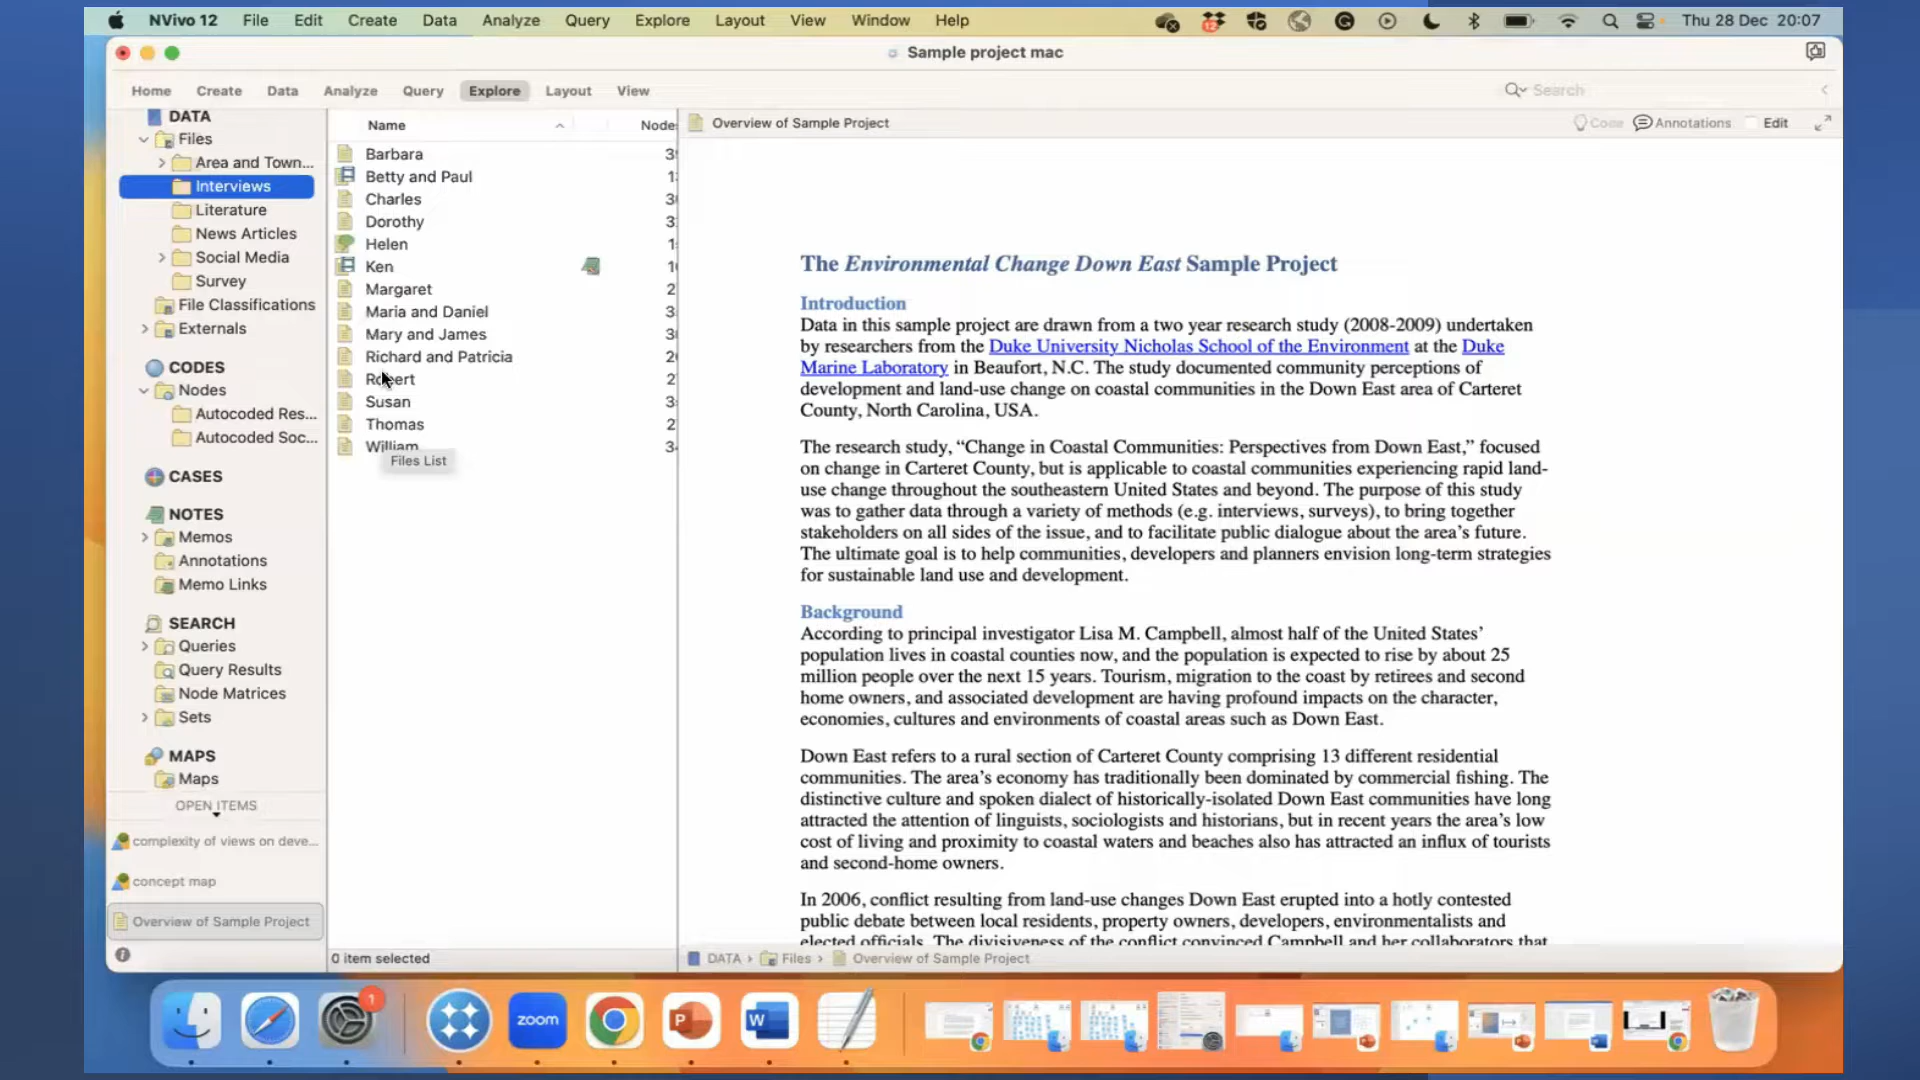 NVivo 12 File Edit Create Data Analyze Query Explore Layout View Window Help Thu 28 Dec 20:07
Sample project mac
Home Create Data Analyze Query Explore Layout View Search
DATA
Files
Area and Town...
Interviews
Literature
News Articles
Social Media
Survey
File Classifications
Externals
CODES
Nodes
Autocoded Res...
Autocoded Soc...
CASES
NOTES
Memos
Annotations
Memo Links
SEARCH
Queries
Query Results
Node Matrices
Sets
MAPS
Maps
OPEN ITEMS
complexity of views on deve...
concept map
Overview of Sample Project
Name
Barbara
Betty and Paul
Charles
Dorothy
Helen
Ken
Margaret
Maria and Daniel
Mary and James
Richard and Patricia
Robert
Susan
Thomas
William
Files List
0 item selected
Overview of Sample Project Code Annotations Edit
The Environmental Change Down East Sample Project
Introduction
Data in this sample project are drawn from a two year research study (2008-2009) undertaken
by researchers from the Duke University Nicholas School of the Environment at the Duke
Marine Laboratory in Beaufort, N.C. The study documented community perceptions of
development and land-use change on coastal communities in the Down East area of Carteret
County, North Carolina, USA.
The research study, “Change in Coastal Communities: Perspectives from Down East,” focused
on change in Carteret County, but is applicable to coastal communities experiencing rapid land-
use change throughout the southeastern United States and beyond. The purpose of this study
was to gather data through a variety of methods (e.g. interviews, surveys), to bring together
stakeholders on all sides of the issue, and to facilitate public dialogue about the area’s future.
The ultimate goal is to help communities, developers and planners envision long-term strategies
for sustainable land use and development.
Background
According to principal investigator Lisa M. Campbell, almost half of the United States’
population lives in coastal counties now, and the population is expected to rise by about 25
million people over the next 15 years. Tourism, migration to the coast by retirees and second
home owners, and associated development are having profound impacts on the character,
economies, cultures and environments of coastal areas such as Down East.
Down East refers to a rural section of Carteret County comprising 13 different residential
communities. The area’s economy has traditionally been dominated by commercial fishing. The
distinctive culture and spoken dialect of historically-isolated Down East communities have long
attracted the attention of linguists, sociologists and historians, but in recent years the area’s low
cost of living and proximity to coastal waters and beaches also has attracted an influx of tourists
and second-home owners.
In 2006, conflict resulting from land-use changes Down East erupted into a hotly contested
public debate between local residents, property owners, developers, environmentalists and
elected officials. The divisiveness of the conflict convinced Campbell and her collaborators that
DATA › Files › Overview of Sample Project
1
zoom
P
W